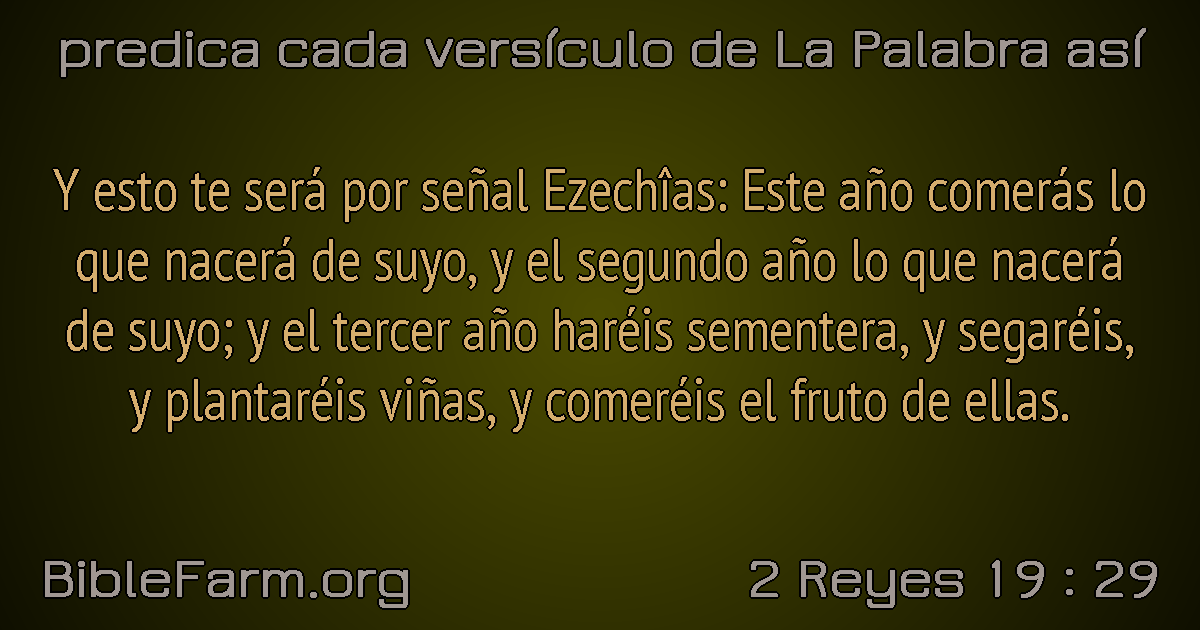 predica cada versículo de La Palabra así
Y esto te será por señal Ezechîas: Este año comerás lo
que nacerá de suyo, y el segundo año lo que nacerá
de suyo; y el tercer año haréis sementera, y segaréis,
y plantaréis viñas, y comeréis el fruto de ellas.
BibleFarm.org
2 Reyes 19 : 29